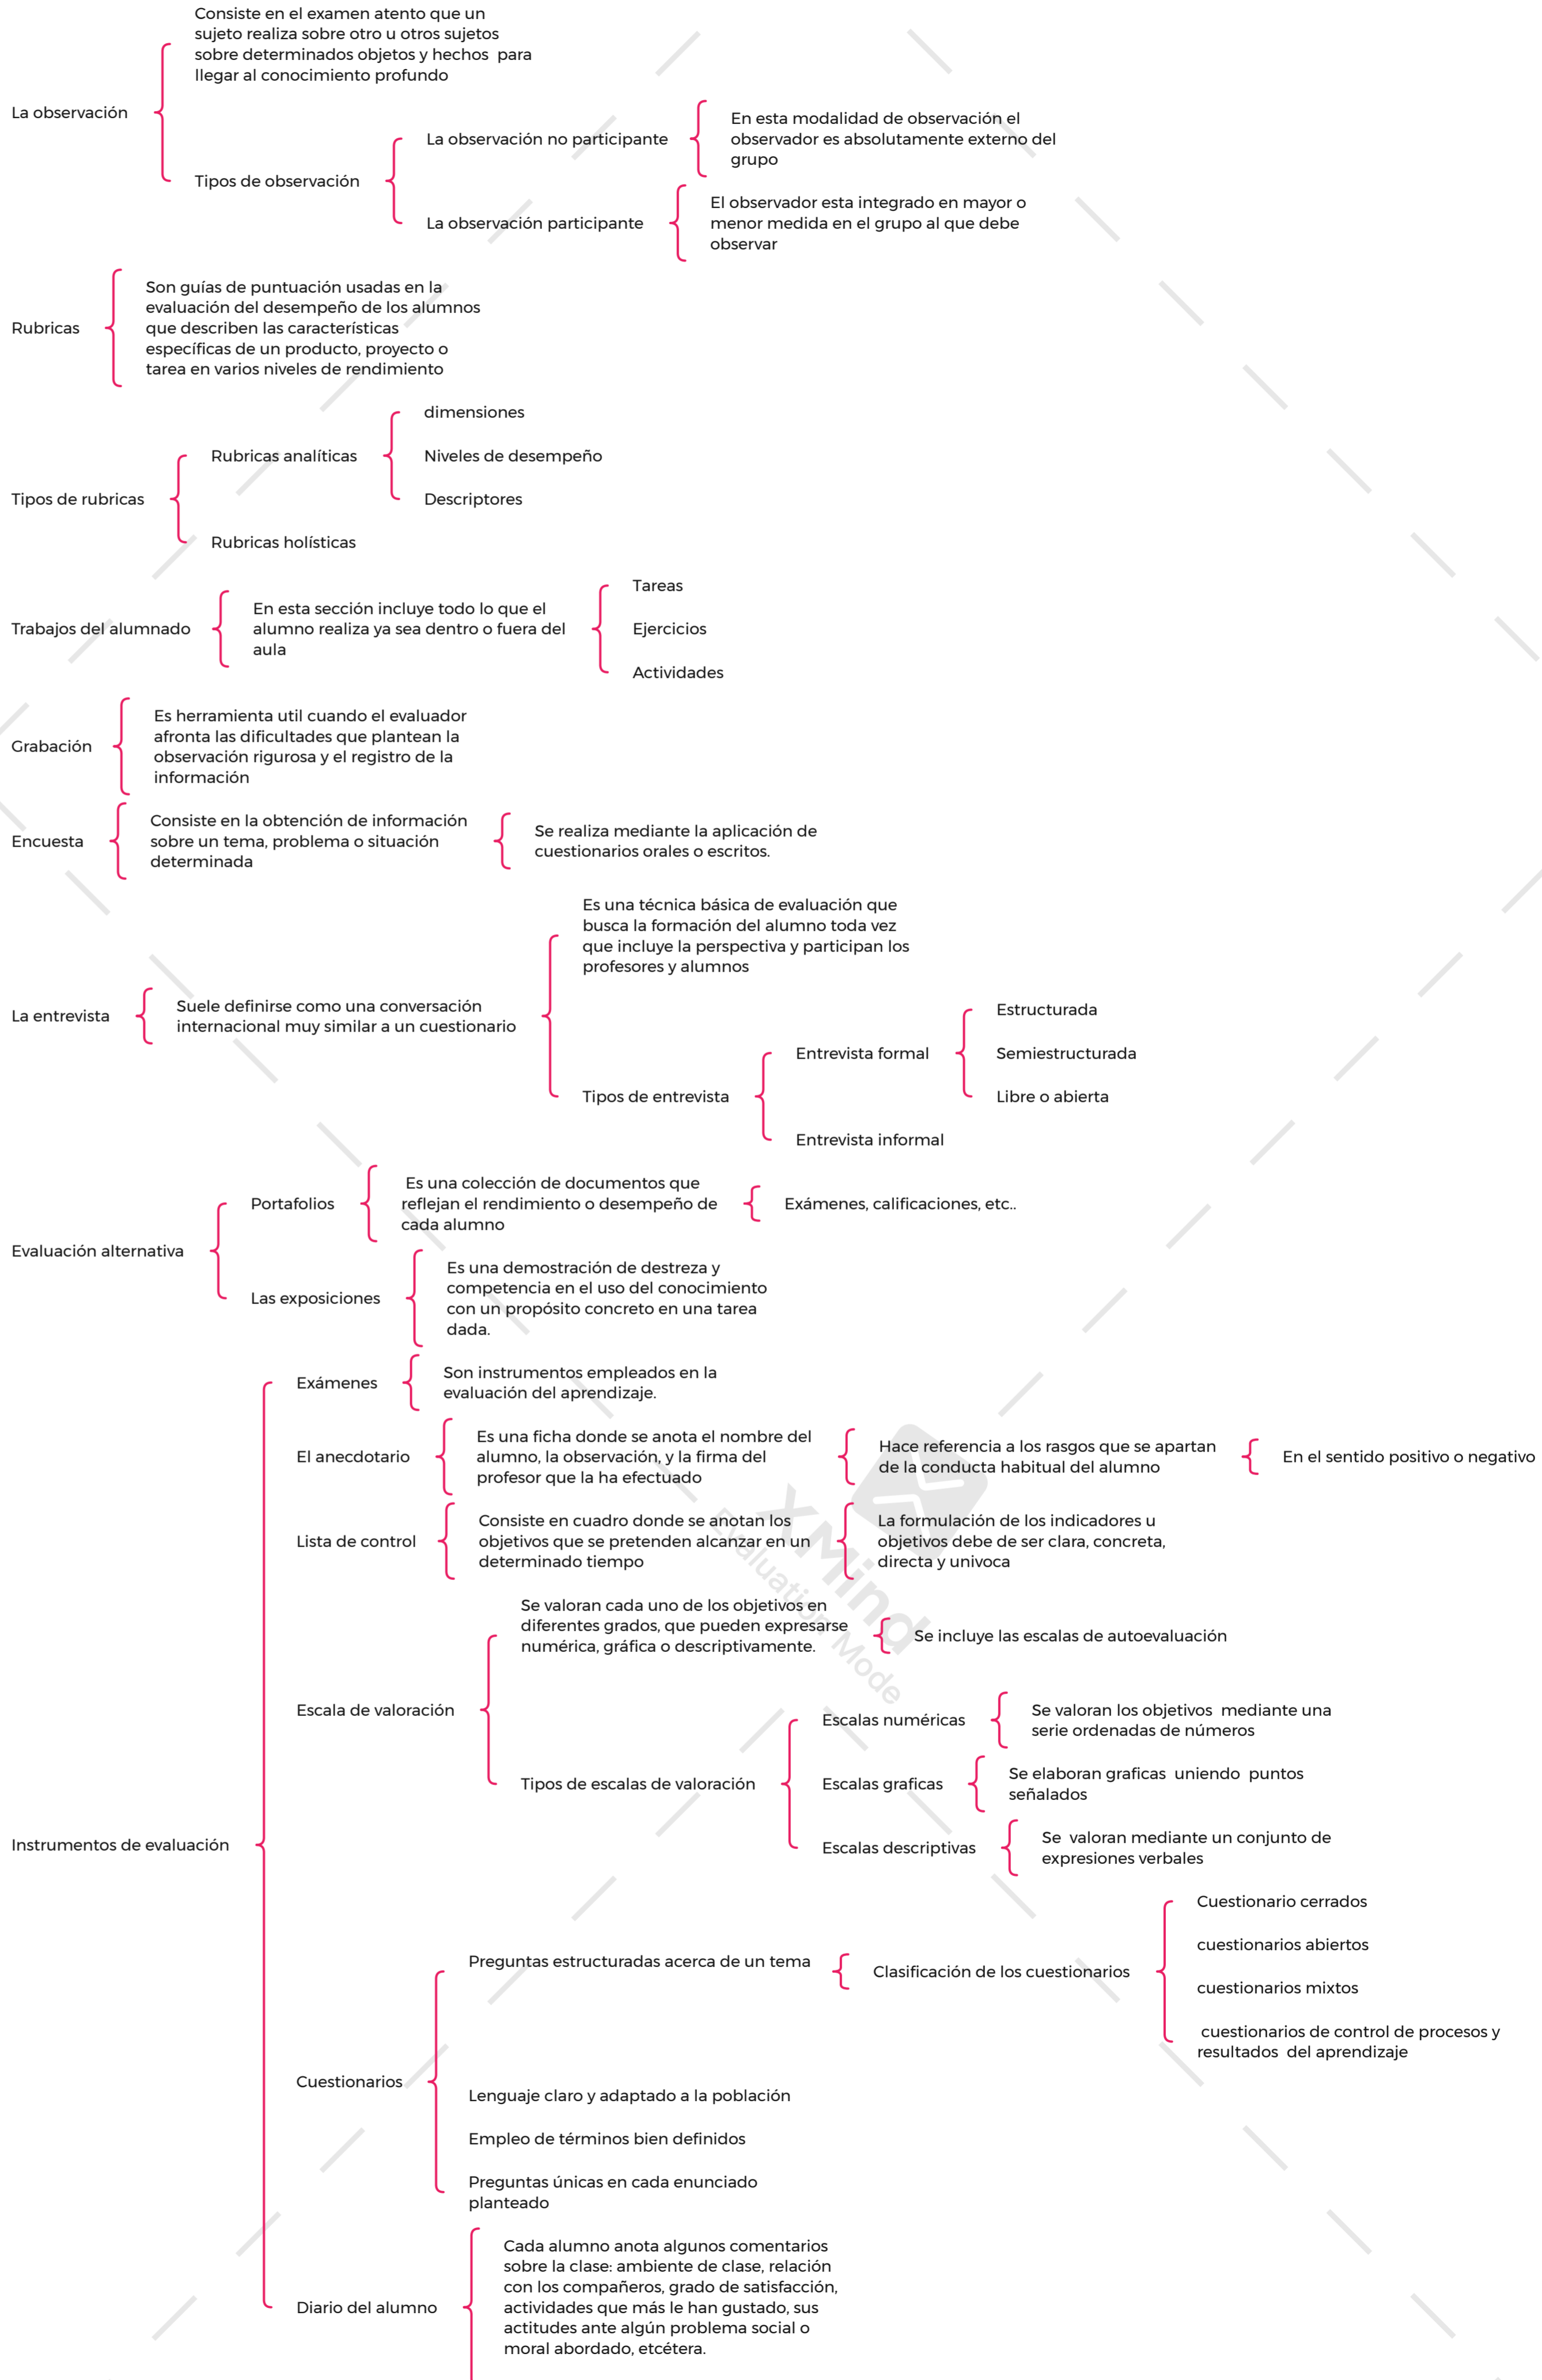 Consiste en el examen atento que un
sujeto realiza sobre otro u otros sujetos
sobre determinados objetos y hechos  para
llegar al conocimiento profundo
La observación
Tipos de observación
La observación no participante
En esta modalidad de observación el
observador es absolutamente externo del
grupo
La observación participante
El observador esta integrado en mayor o
menor medida en el grupo al que debe
observar
Rubricas
Son guías de puntuación usadas en la
evaluación del desempeño de los alumnos
que describen las características
específicas de un producto, proyecto o
tarea en varios niveles de rendimiento
Tipos de rubricas
Rubricas analíticas
dimensiones
Niveles de desempeño
Descriptores
Rubricas holísticas
Trabajos del alumnado
En esta sección incluye todo lo que el
alumno realiza ya sea dentro o fuera del
aula
Tareas
Ejercicios
Actividades
Grabación
Es herramienta util cuando el evaluador
afronta las dificultades que plantean la
observación rigurosa y el registro de la
información
Encuesta
Consiste en la obtención de información
sobre un tema, problema o situación
determinada
Se realiza mediante la aplicación de
cuestionarios orales o escritos.
La entrevista
Suele definirse como una conversación
internacional muy similar a un cuestionario
Es una técnica básica de evaluación que
busca la formación del alumno toda vez
que incluye la perspectiva y participan los
profesores y alumnos
Tipos de entrevista
Entrevista formal
Estructurada
Semiestructurada
Libre o abierta
Entrevista informal
Evaluación alternativa
Portafolios
Es una colección de documentos que
reflejan el rendimiento o desempeño de
cada alumno
Exámenes, calificaciones, etc..
Las exposiciones
Es una demostración de destreza y
competencia en el uso del conocimiento
con un propósito concreto en una tarea
dada.
Instrumentos de evaluación
Exámenes
Son instrumentos empleados en la
evaluación del aprendizaje.
El anecdotario
Es una ficha donde se anota el nombre del
alumno, la observación, y la firma del
profesor que la ha efectuado
Hace referencia a los rasgos que se apartan
de la conducta habitual del alumno
En el sentido positivo o negativo
Lista de control
Consiste en cuadro donde se anotan los
objetivos que se pretenden alcanzar en un
determinado tiempo
La formulación de los indicadores u
objetivos debe de ser clara, concreta,
directa y univoca
Escala de valoración
Se valoran cada uno de los objetivos en
diferentes grados, que pueden expresarse
numérica, gráfica o descriptivamente.
Se incluye las escalas de autoevaluación
Tipos de escalas de valoración
Escalas numéricas
Se valoran los objetivos  mediante una
serie ordenadas de números
Escalas graficas
Se elaboran graficas  uniendo  puntos
señalados
Escalas descriptivas
Se  valoran mediante un conjunto de
expresiones verbales
Cuestionarios
Preguntas estructuradas acerca de un tema
Clasificación de los cuestionarios
Cuestionario cerrados
cuestionarios abiertos
cuestionarios mixtos
cuestionarios de control de procesos y
resultados  del aprendizaje
Lenguaje claro y adaptado a la población
Empleo de términos bien definidos
Preguntas únicas en cada enunciado
planteado
Diario del alumno
Cada alumno anota algunos comentarios
sobre la clase: ambiente de clase, relación
con los compañeros, grado de satisfacción,
actividades que más le han gustado, sus
actitudes ante algún problema social o
moral abordado, etcétera.
XMind
Evaluation Mode